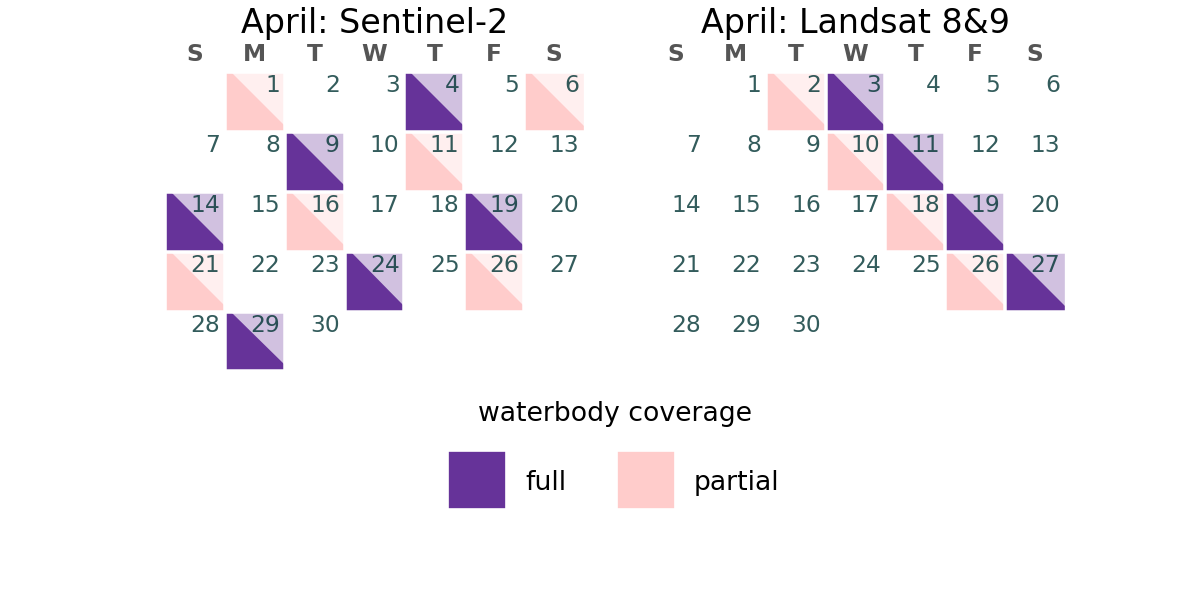 April: Sentinel-2
S M T W T F S
1 2 3 4 5 6
7 8 9 10 11 12 13
14 15 16 17 18 19 20
21 22 23 24 25 26 27
28 29 30
April: Landsat 8&9
S M T W T F S
1 2 3 4 5 6
7 8 9 10 11 12 13
14 15 16 17 18 19 20
21 22 23 24 25 26 27
28 29 30
waterbody coverage
full partial